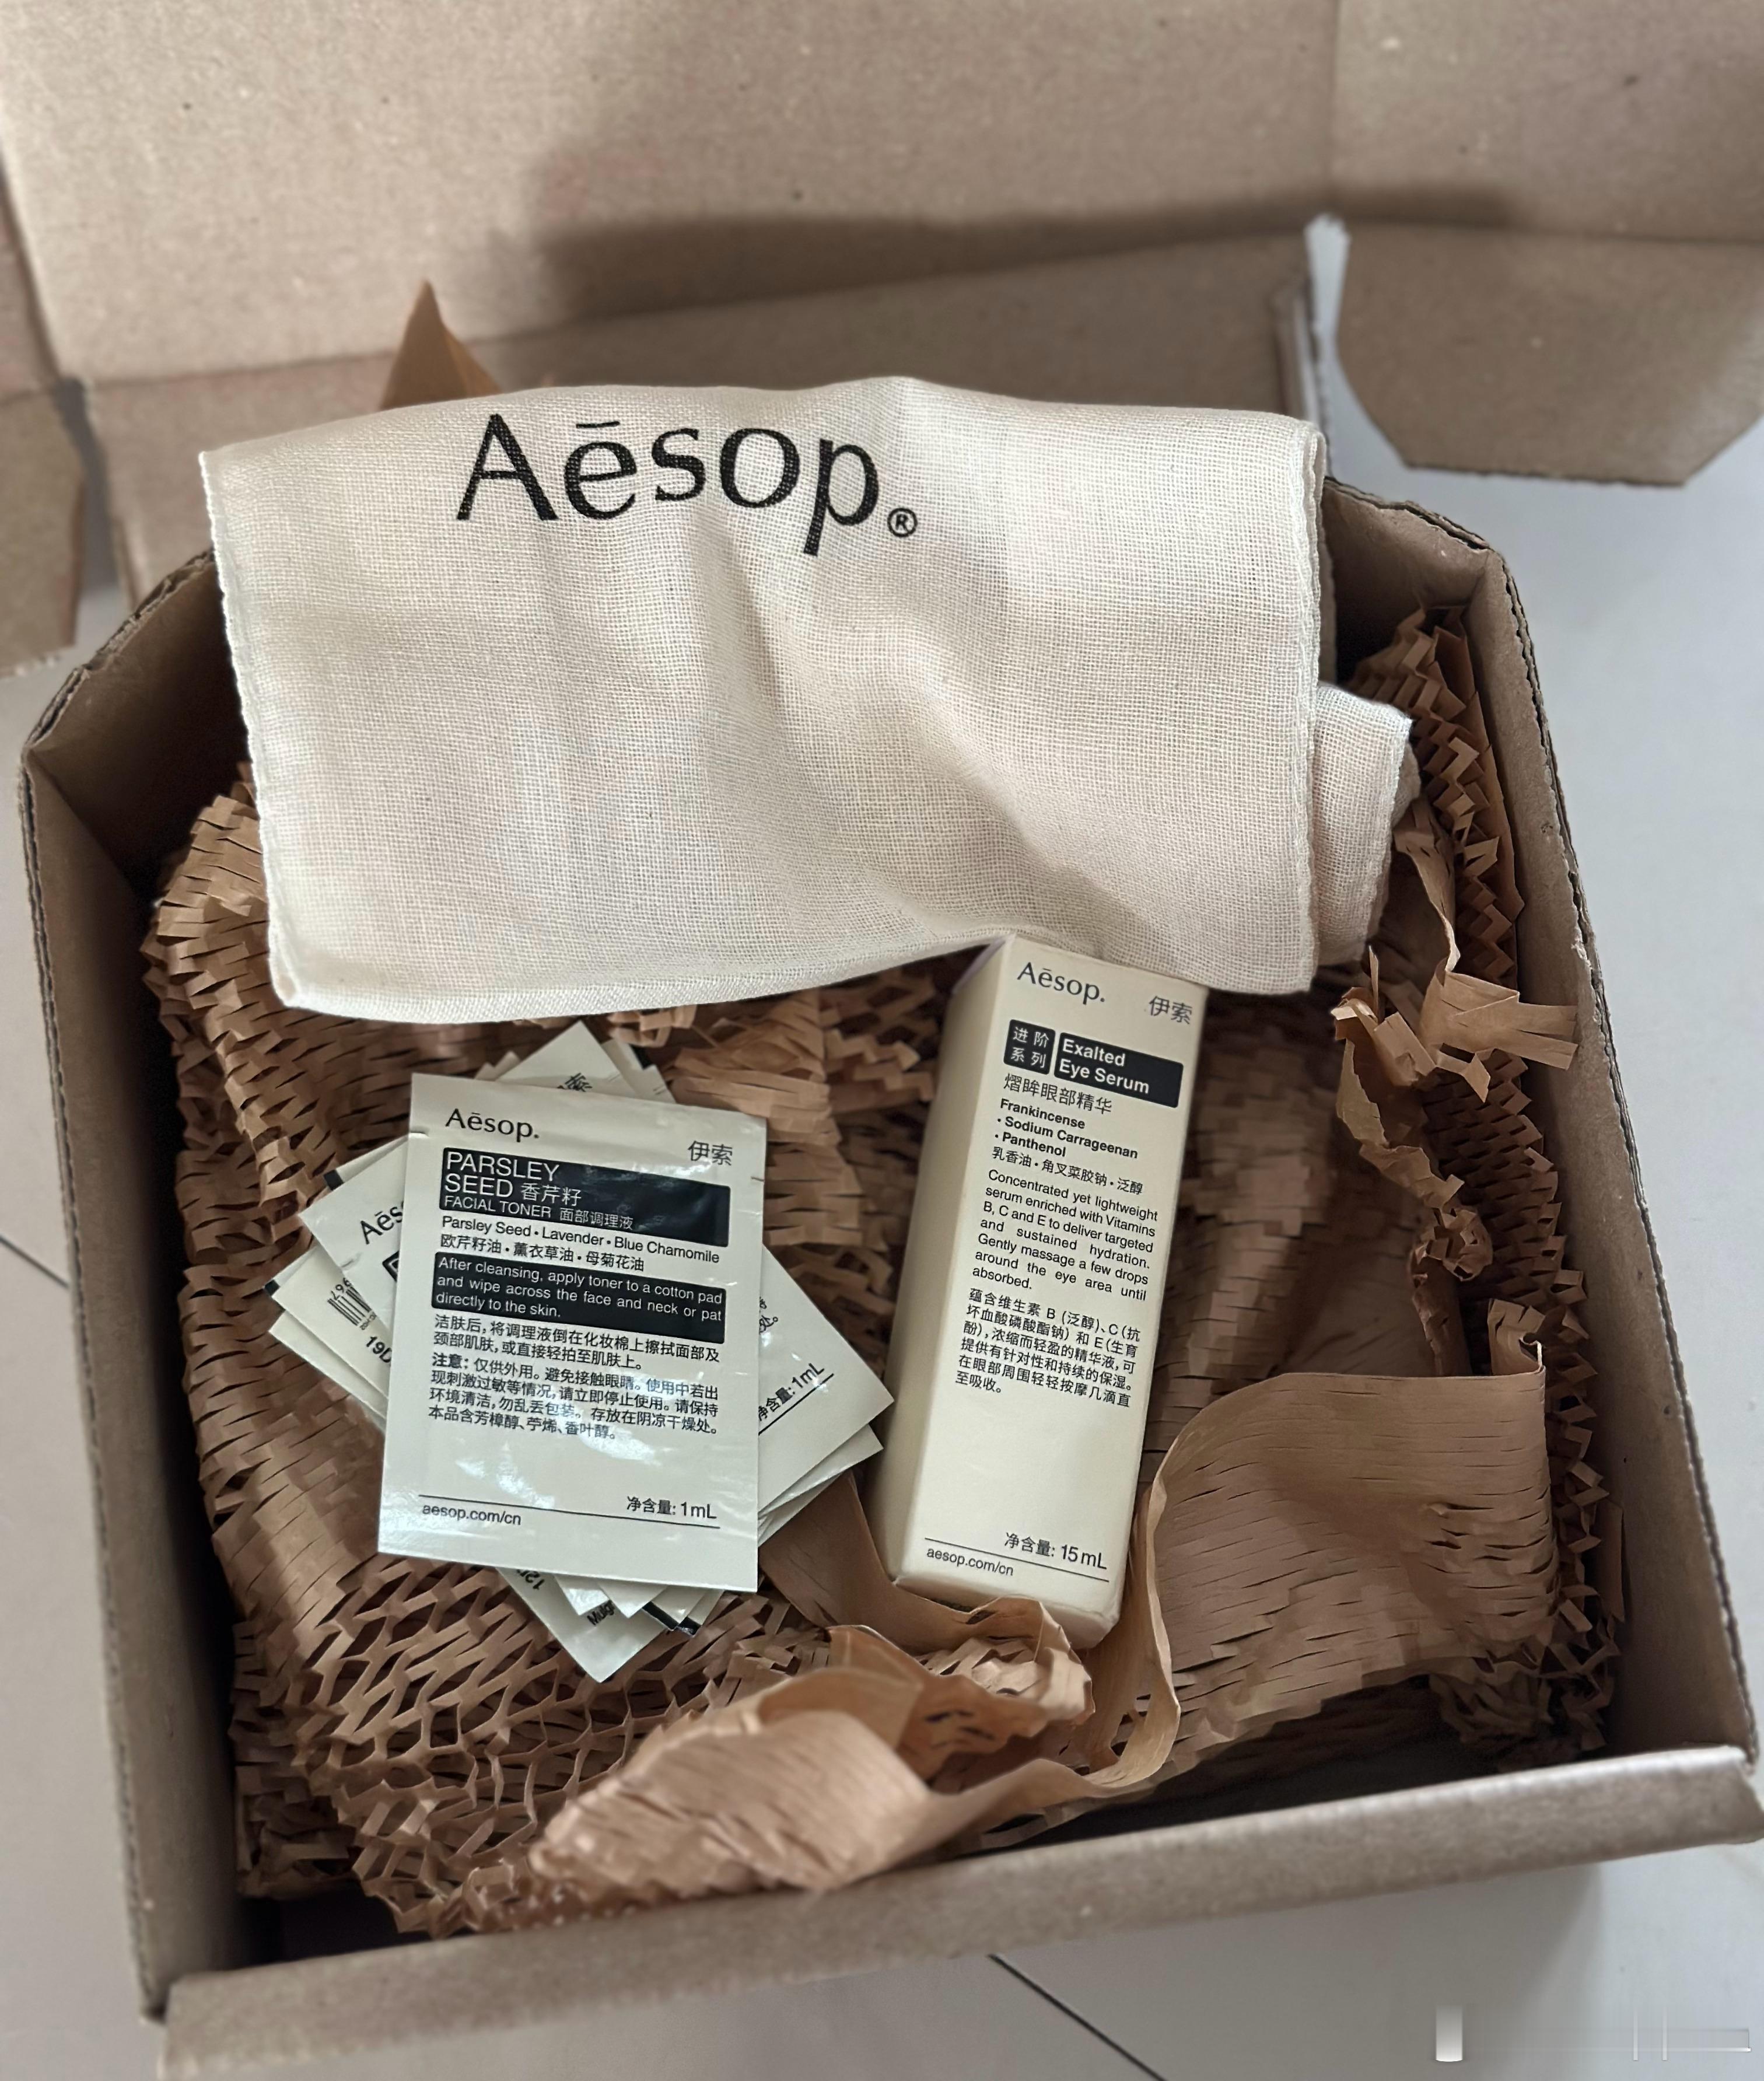 Aēsop.®
Aēsop.
伊索
进阶
系列
Exalted
Eye Serum
熠眸眼部精华
Frankincense
• Sodium Carrageenan
• Panthenol
乳香油 • 角叉菜胶钠 • 泛醇
Concentrated yet lightweight
serum enriched with Vitamins
B, C and E to deliver targeted
and sustained hydration.
Gently massage a few drops
around the eye area until
absorbed.
蕴含维生素 B (泛醇)、C (抗
坏血酸磷酸酯钠) 和 E (生育
酚), 浓缩而轻盈的精华液, 可
提供有针对性和持续的保湿。
在眼部周围轻轻按摩几滴直
至吸收。
净含量: 15 mL
aesop.com/cn
Aēsop.
伊索
PARSLEY
SEED 香芹籽
FACIAL TONER 面部调理液
Parsley Seed • Lavender • Blue Chamomile
欧芹籽油 • 薰衣草油 • 母菊花油
After cleansing, apply toner to a cotton pad
and wipe across the face and neck or pat
directly to the skin.
洁肤后, 将调理液倒在化妆棉上擦拭面部及
颈部肌肤, 或直接轻拍至肌肤上。
注意: 仅供外用。避免接触眼睛。使用中若出
现刺激过敏等情况, 请立即停止使用。请保持
环境清洁, 勿乱丢包装。存放在阴凉干燥处。
本品含芳樟醇、苧烯、香叶醇。
净含量: 1 mL
aesop.com/cn
净含量: 1 mL